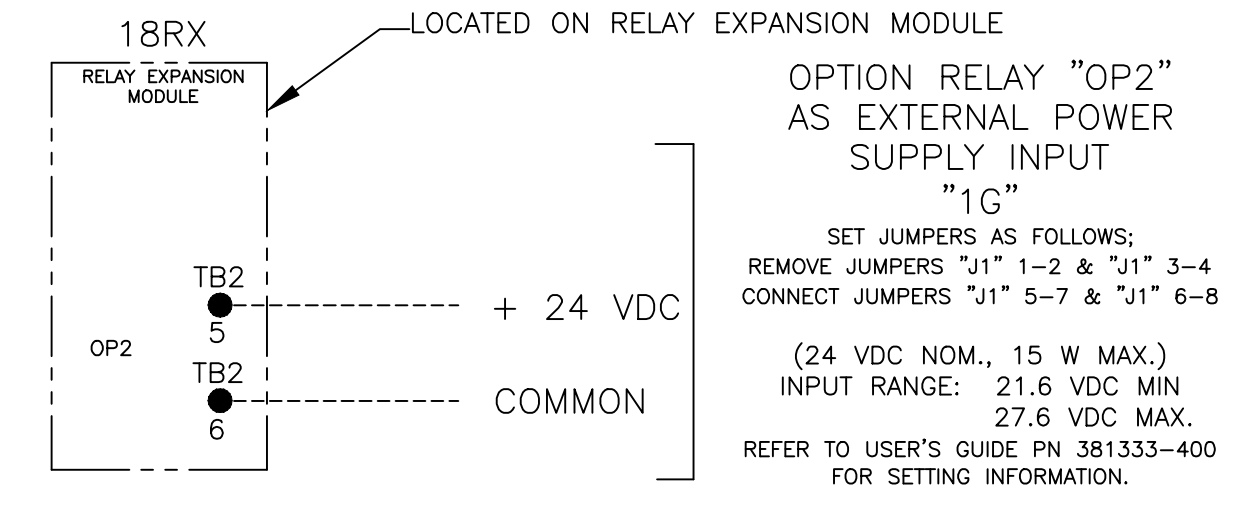 18RX
LOCATED ON RELAY EXPANSION MODULE
RELAY EXPANSION
MODULE
TB2
5
OP2
TB2
6
+ 24 VDC
COMMON
OPTION RELAY "OP2"
AS EXTERNAL POWER
SUPPLY INPUT
"1G"
SET JUMPERS AS FOLLOWS;
REMOVE JUMPERS "J1" 1-2 & "J1" 3-4
CONNECT JUMPERS "J1" 5-7 & "J1" 6-8
(24 VDC NOM., 15 W MAX.)
INPUT RANGE: 21.6 VDC MIN
27.6 VDC MAX.
REFER TO USER'S GUIDE PN 381333-400
FOR SETTING INFORMATION.